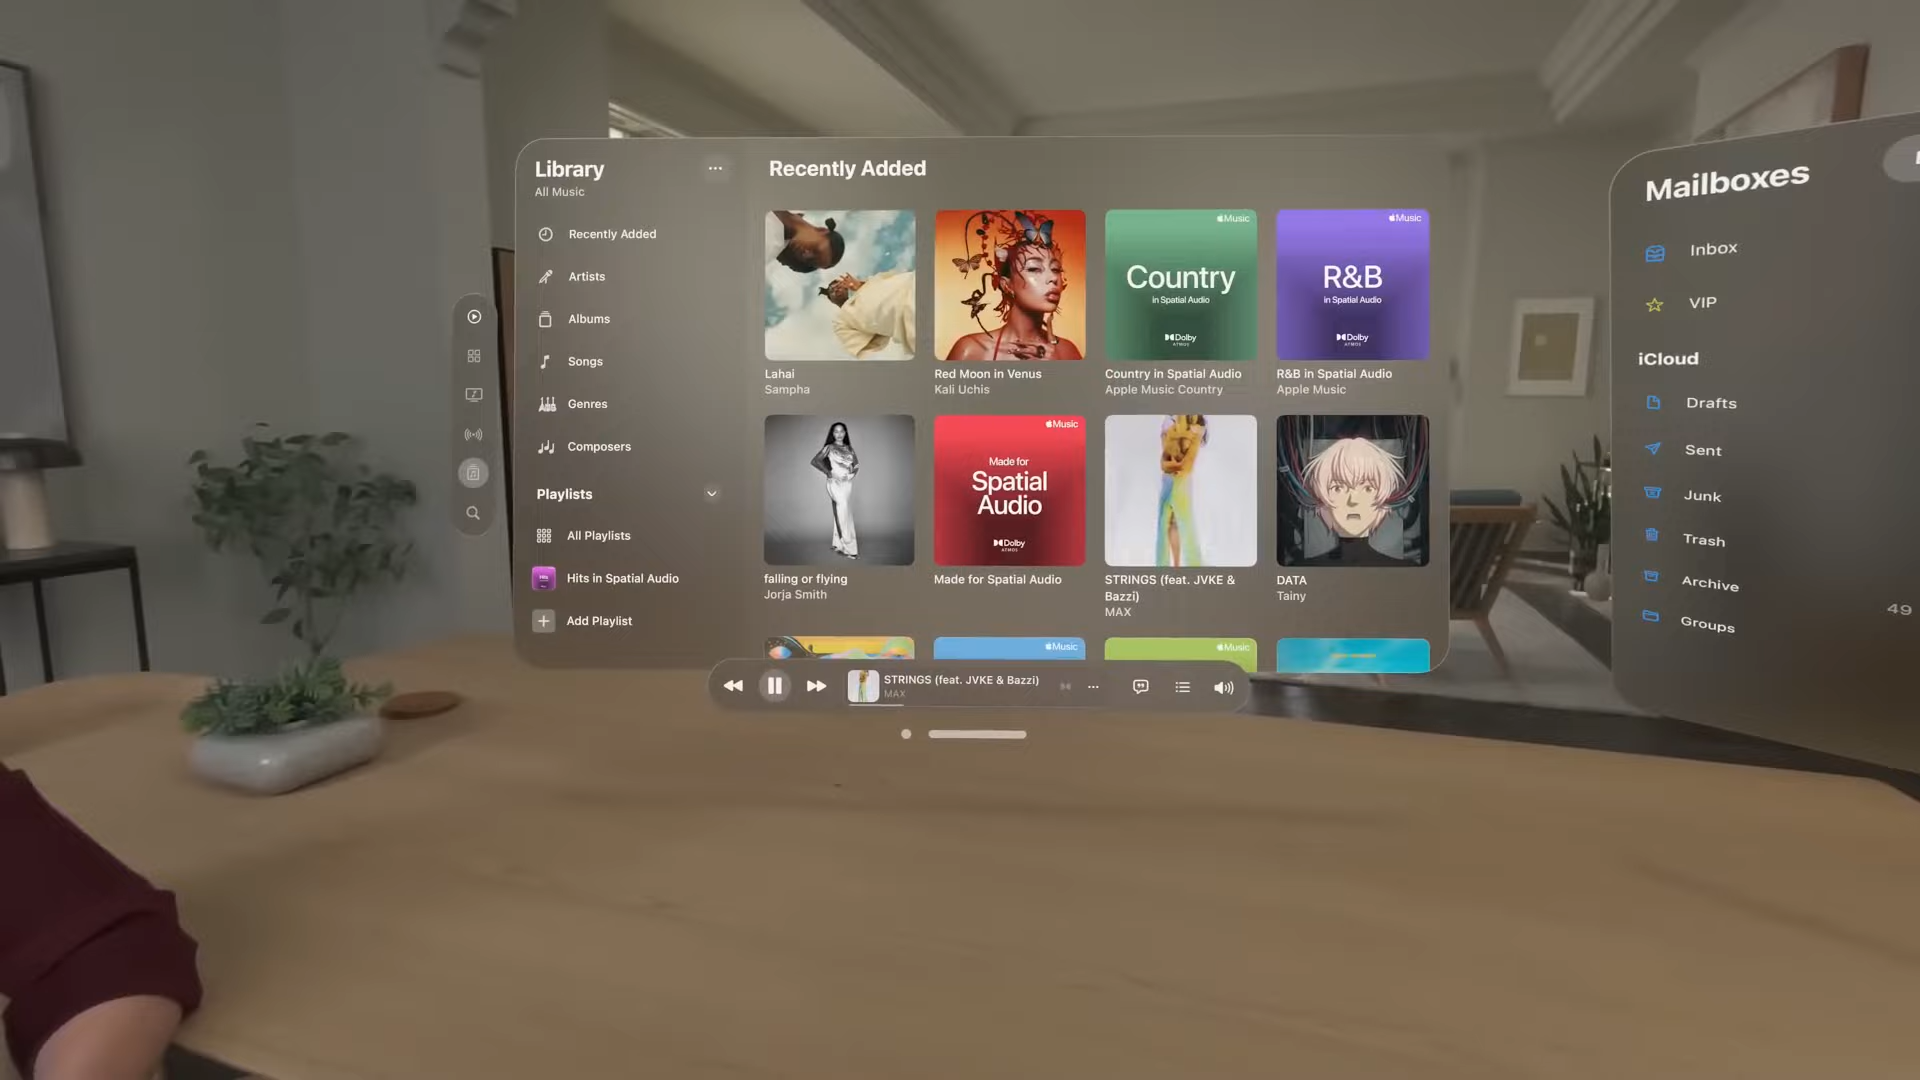 Library
All Music
Recently Added
Artists
Albums
Songs
Genres
Composers
Playlists
All Playlists
Hits in Spatial Audio
Add Playlist
Recently Added
Music
Country
in Spatial Audio
Dolby
ATMOS
Music
R&B
in Spatial Audio
Dolby
ATMOS
Lahai
Sampha
Red Moon in Venus
Kali Uchis
Country in Spatial Audio
Apple Music Country
R&B in Spatial Audio
Apple Music
Music
Made for
Spatial
Audio
Dolby
ATMOS
falling or flying
Jorja Smith
Made for Spatial Audio
STRINGS (feat. JVKE &
Bazzi)
MAX
DATA
Tainy
Music
Music
STRINGS (feat. JVKE & Bazzi)
MAX
Mailboxes
Inbox
VIP
iCloud
Drafts
Sent
Junk
Trash
Archive
49
Groups